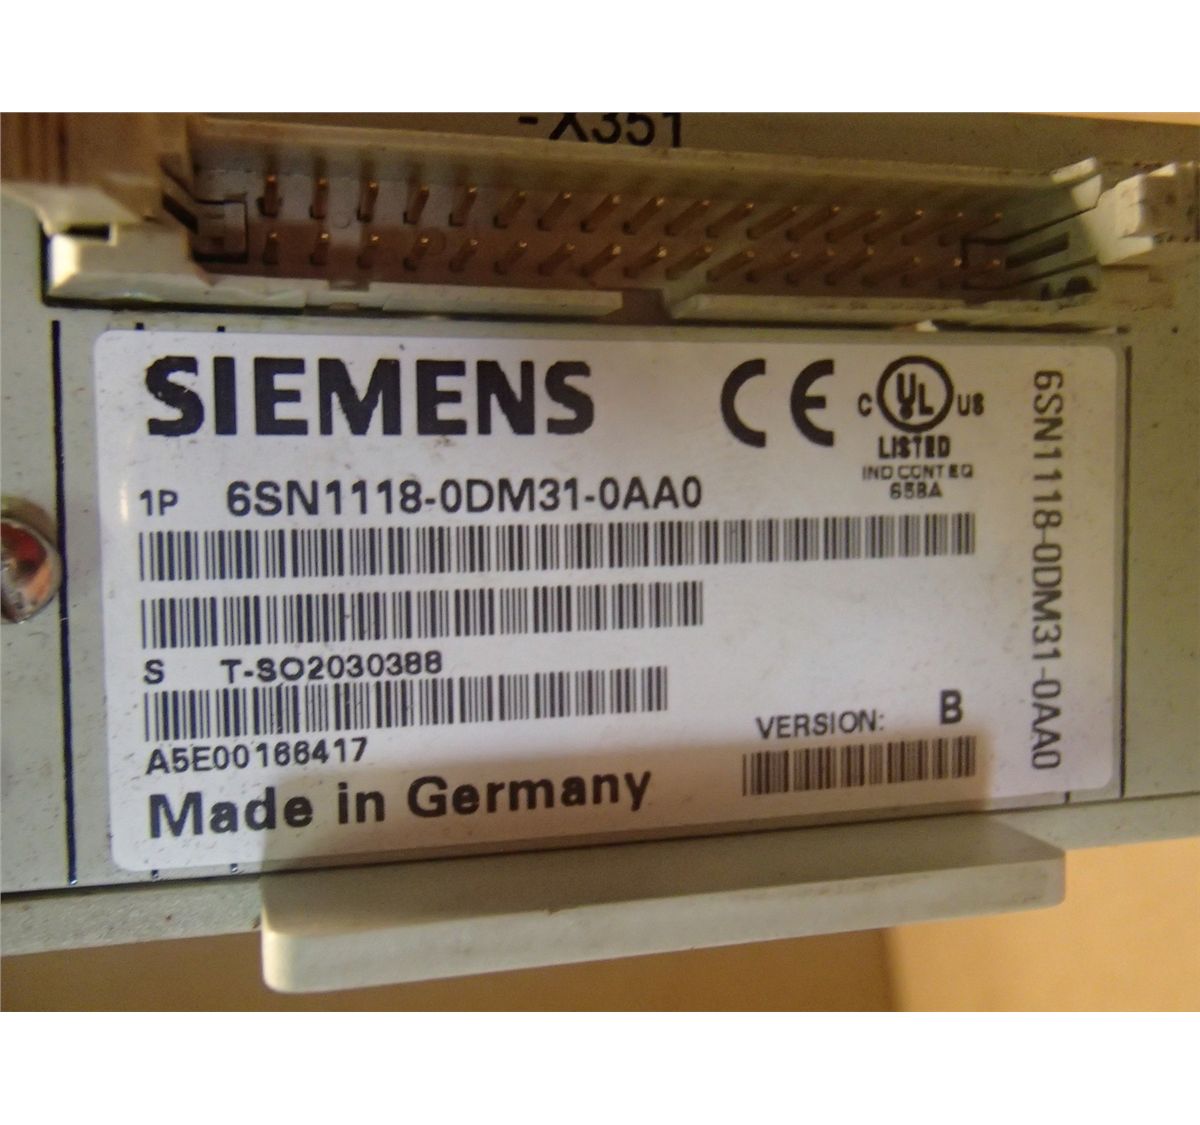 -X351
SIEMENS
CE
C UL US
LISTED
IND CONT EQ
658A
1P 6SN1118-0DM31-0AA0
S T-SO2030388
A5E00166417
VERSION: B
Made in Germany
6SN1118-0DM31-0AA0